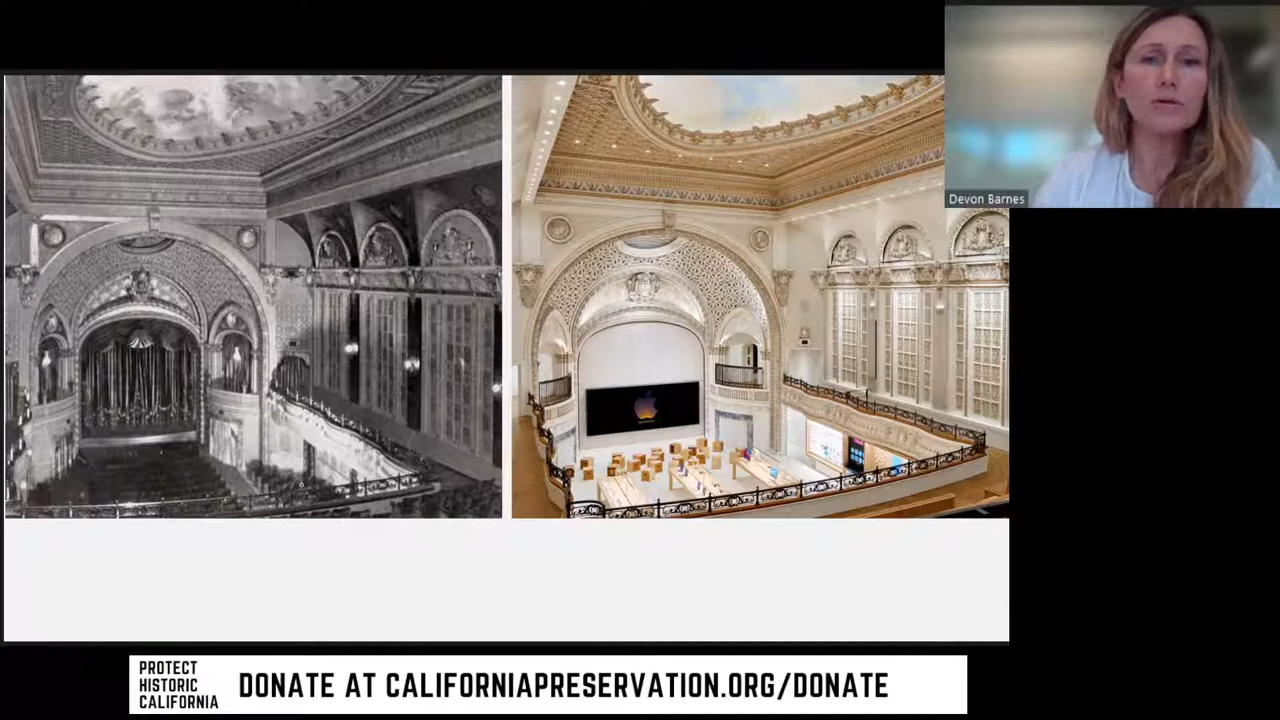 Devon Barnes
PROTECT
HISTORIC
CALIFORNIA
DONATE AT CALIFORNIAPRESERVATION.ORG/DONATE